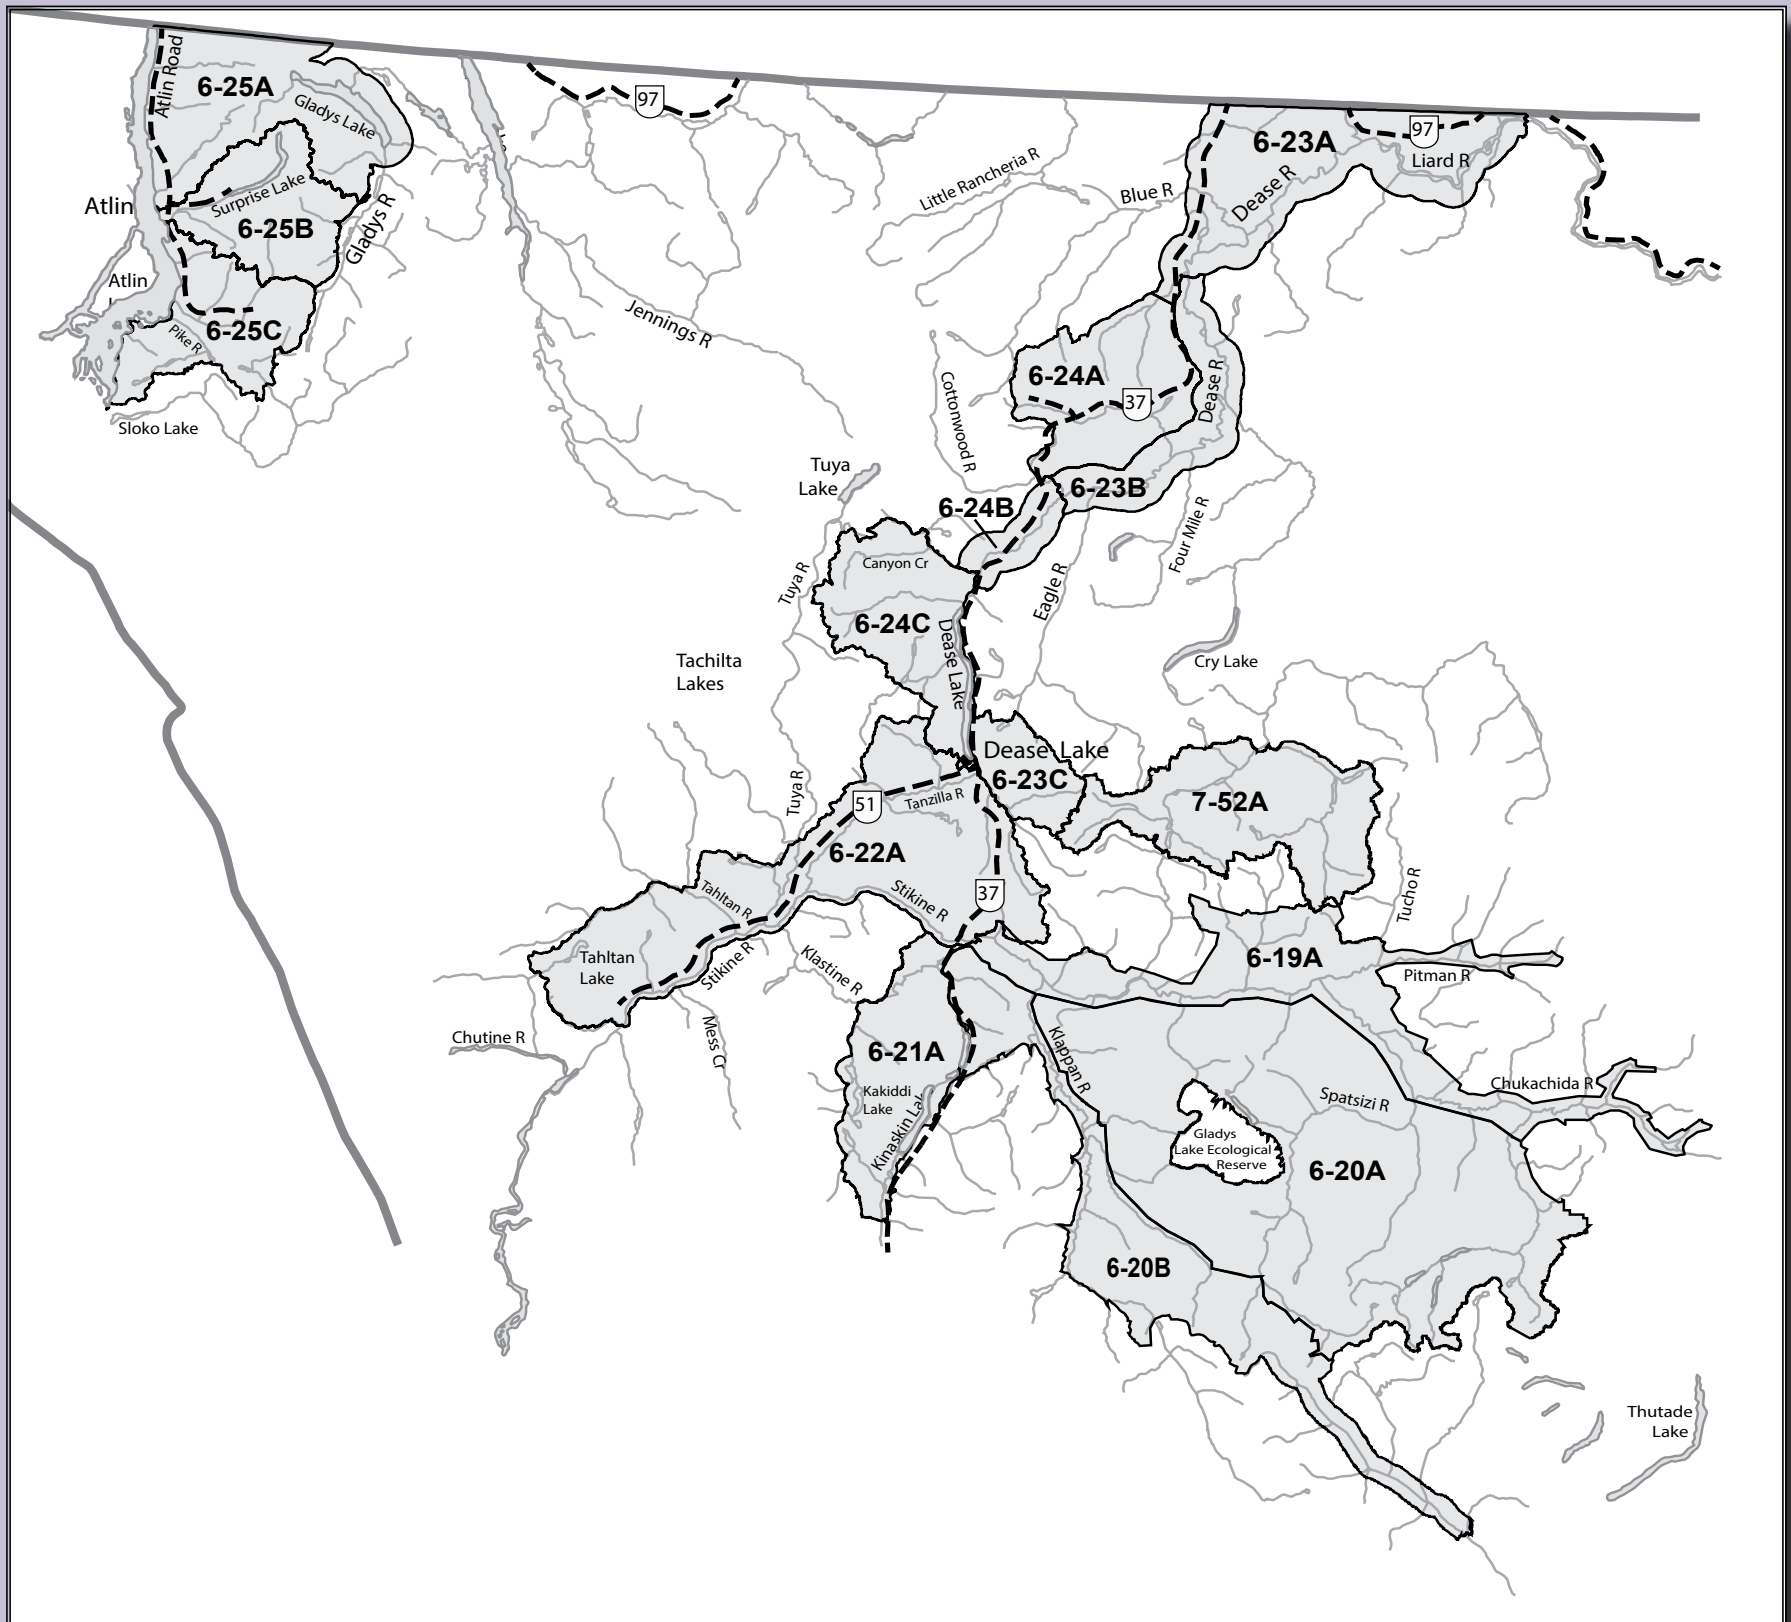 Atlin Road
6-25A
Gladys Lake
Surprise Lake
Atlin
6-25B
Gladys R
Atlin
6-25C
Pike R
Sloko Lake
97
Jennings R
Little Rancheria R
Blue R
6-23A
97
Liard R
Dease R
6-24A
37
Dease R
Cottonwood R
Tuya
Lake
6-24B
6-23B
Four Mile R
Canyon Cr
Tuya R
Eagle R
6-24C
Dease Lake
Tachilta
Lakes
Cry Lake
Dease Lake
6-23C
Tuya R
51
Tanzilla R
7-52A
6-22A
Tahltan R
Stikine R
37
Tucho R
Tahltan
Lake
Stikine R
Klastine R
6-19A
Pitman R
Chutine R
Mess Cr
6-21A
Klappan R
Kakiddi
Lake
Kinaskin Lak
Chukachida R
Spatsizi R
Gladys
Lake Ecological
Reserve
6-20A
6-20B
Thutade
Lake